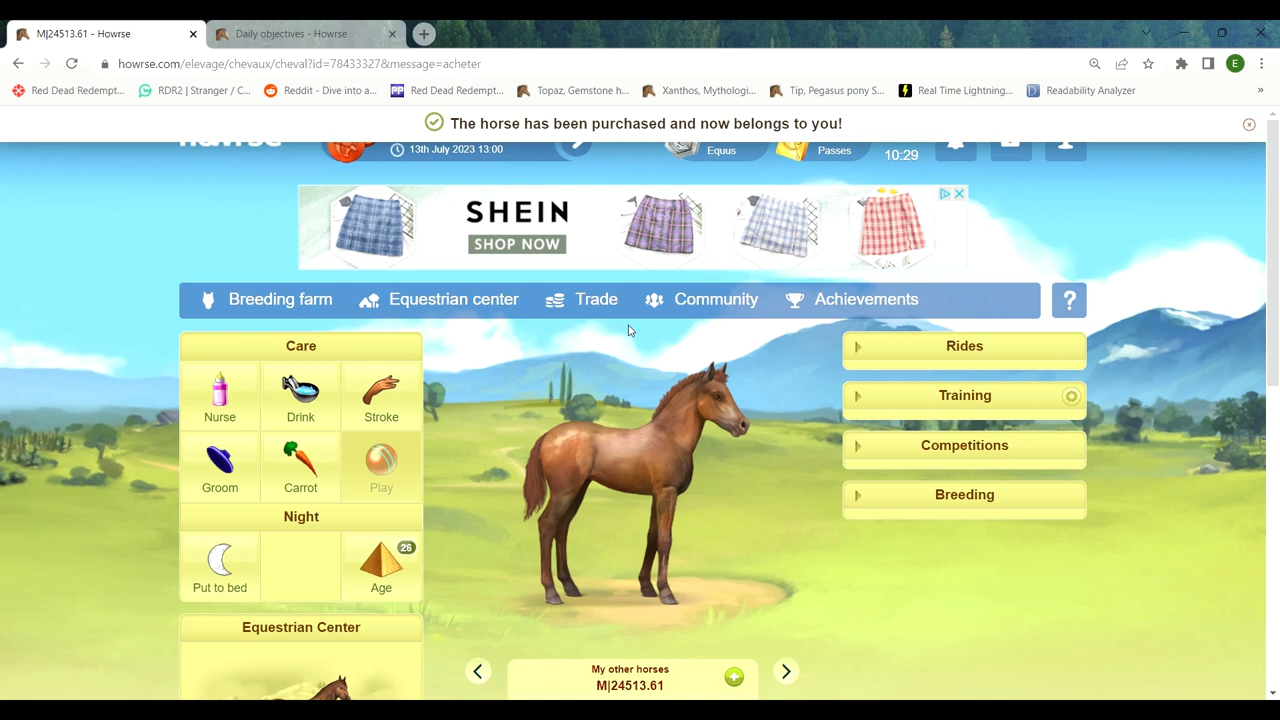 M|24513.61 - Howrse
Daily objectives - Howrse
howrse.com/elevage/chevaux/cheval?id=78433327&message=acheter
E
Red Dead Redempt...
RDR2 | Stranger / C...
Reddit - Dive into a...
Red Dead Redempt...
Topaz, Gemstone h...
Xanthos, Mythologi...
Tip, Pegasus pony S...
Real Time Lightning...
Readability Analyzer
»
The horse has been purchased and now belongs to you!
howrse
13th July 2023 13:00
Equus
Passes
10:29
SHEIN
SHOP NOW
Breeding farm
Equestrian center
Trade
Community
Achievements
?
Care
Nurse
Drink
Stroke
Groom
Carrot
Play
Night
Put to bed
26
Age
Equestrian Center
Rides
Training
Competitions
Breeding
My other horses
M|24513.61